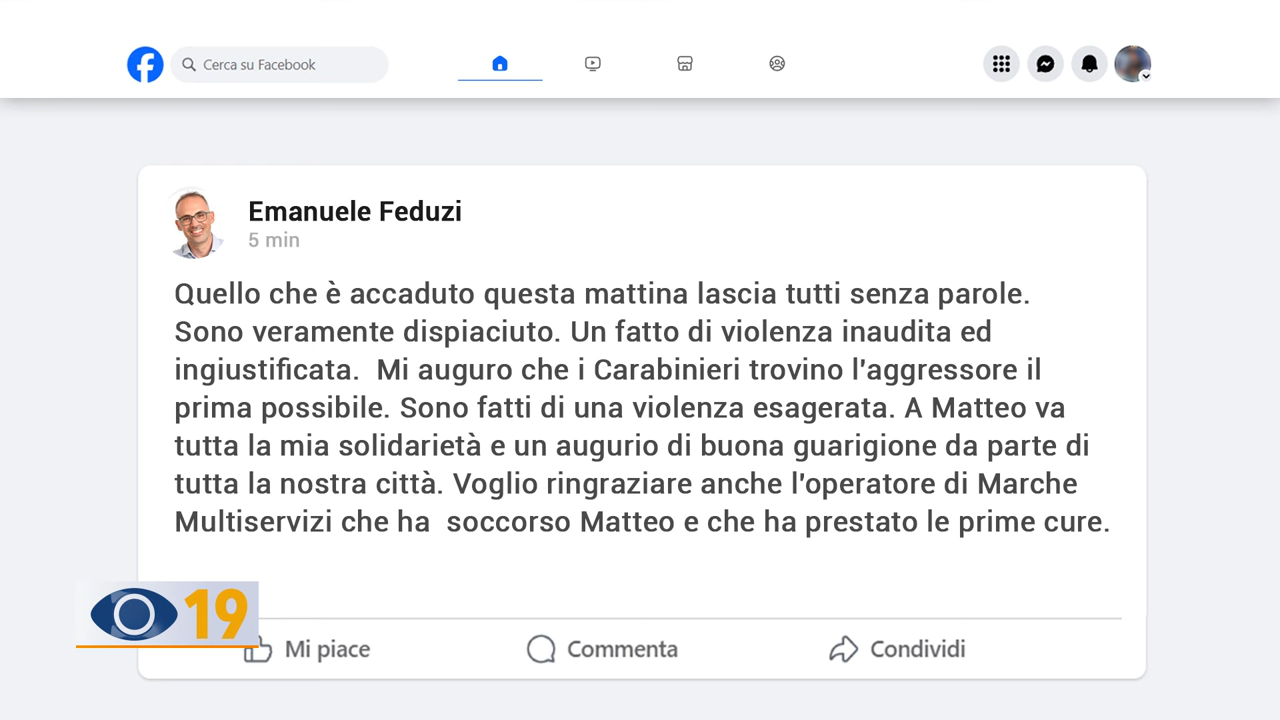 Cerca su Facebook
Emanuele Feduzi
5 min
Quello che è accaduto questa mattina lascia tutti senza parole.
Sono veramente dispiaciuto. Un fatto di violenza inaudita ed
ingiustificata.  Mi auguro che i Carabinieri trovino l'aggressore il
prima possibile. Sono fatti di una violenza esagerata. A Matteo va
tutta la mia solidarietà e un augurio di buona guarigione da parte di
tutta la nostra città. Voglio ringraziare anche l'operatore di Marche
Multiservizi che ha  soccorso Matteo e che ha prestato le prime cure.
19
Mi piace
Commenta
Condividi